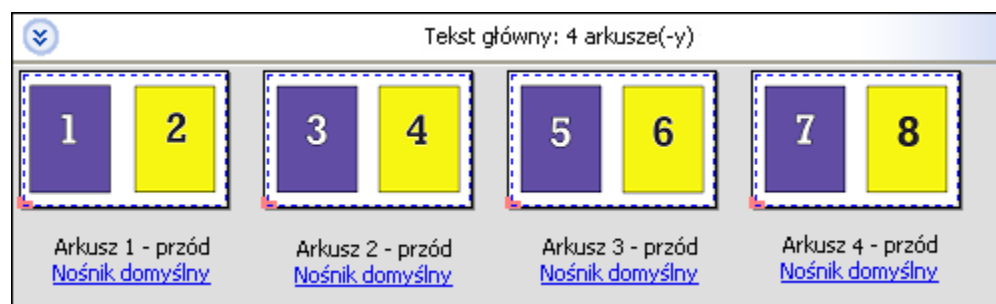 Tekst główny: 4 arkusze(-y)
1 2 3 4 5 6 7 8
Arkusz 1 - przód Arkusz 2 - przód Arkusz 3 - przód Arkusz 4 - przód
Nośnik domyślny Nośnik domyślny Nośnik domyślny Nośnik domyślny